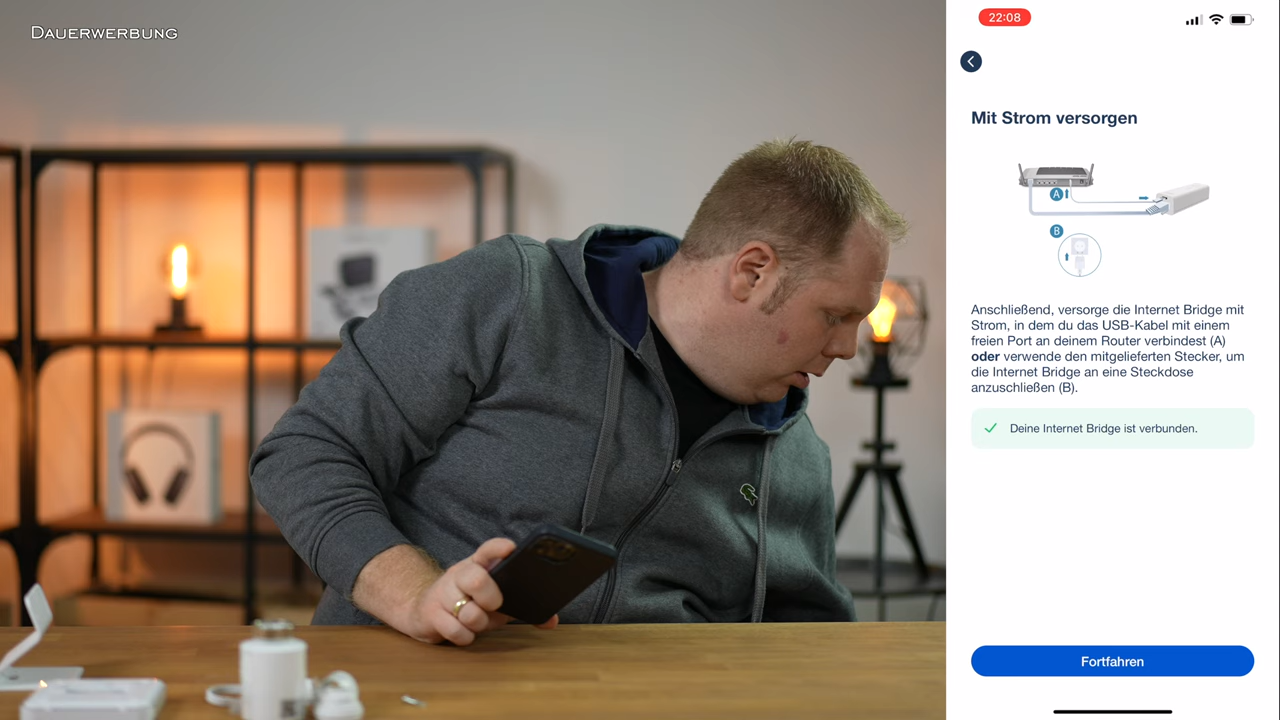 DAUERWERBUNG
22:08
Mit Strom versorgen
A
B
Anschließend, versorge die Internet Bridge mit
Strom, in dem du das USB-Kabel mit einem
freien Port an deinem Router verbindest (A)
oder verwende den mitgelieferten Stecker, um
die Internet Bridge an eine Steckdose
anzuschließen (B).
Deine Internet Bridge ist verbunden.
Fortfahren